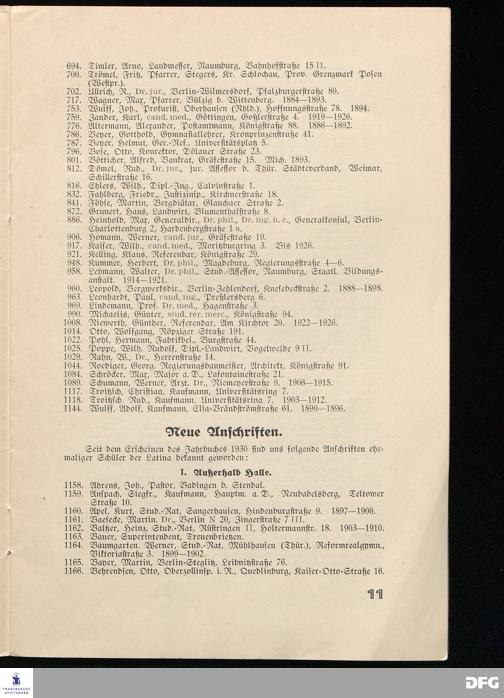 694. Timler, Arno, Landmesser, Naumburg, Bahnhofstraße 15 II.
700. Trömel, Fritz, Pfarrer, Stegers, Kr. Schlochau, Prov. Grenzmark Posen
(Westpr.).
702. Ullrich, R., Dr. jur., Berlin-Wilmersdorf, Pfalzburgerstraße 80.
717. Wagner, Max, Pfarrer, Bülzig b. Wittenberg. 1884—1893.
753. Wulff, Joh., Prokurist, Oberhausen (Rhld.), Hoffnungsstraße 78. 1894.
759. Zander, Karl, cand. med., Göttingen, Goßlerstraße 4. 1919—1926.
776. Altermann, Alexander, Postamtmann, Königstraße 88. 1886—1892.
786. Beyer, Gotthold, Gymnasiallehrer, Kronprinzenstraße 41.
787. Beyer, Helmut, Ger.-Ref., Universitätsplatz 5.
796. Bose, Otto, Konrektor, Dölauer Straße 23.
801. Bötticher, Alfred, Bankrat, Gräfestraße 15. Mich. 1893.
812. Dömel, Rud., Dr. jur., jur. Assessor b. Thür. Städteverband, Weimar,
Schillerstraße 16.
816. Ehlers, Wilh., Dipl.-Ing., Calvinstraße 1.
832. Fahlberg, Friedr., Justizinsp., Kirchnerstraße 18.
841. Föhse, Martin, Bergdiätar, Glauchaer Straße 2.
872. Grunert, Hans, Landwirt, Blumenthalstraße 8.
886. Heinhold, Max, Generaldir., Dr. phil., Dr. ing. h. c., Generalkonsul, Berlin-
Charlottenburg 2, Hardenbergstraße 1 a.
906. Homann, Werner, cand. jur., Gräfestraße 19.
917. Kaiser, Wilh., cand. med., Moritzburgring 3. Bis 1926.
921. Kelling, Klaus, Referendar, Königstraße 29.
948. Kummer, Herbert, Dr. phil., Magdeburg, Regierungsstraße 4—6.
958. Lehmann, Walter, Dr. phil., Stud.-Assessor, Naumburg, Staatl. Bildungs-
anstalt. 1914—1921.
960. Leopold, Bergwerksdir., Berlin-Zehlendorf, Knesebeckstraße 2. 1888—1898.
963. Leonhardt, Paul, cand. ing., Preßlersberg 6.
969. Lindemann, Prof. Dr. med., Hagenstraße 3.
990. Michaelis, Günter, stud. rer. merc., Königstraße 94.
1008. Niewerth, Günther, Referendar, Am Kirchtor 20. 1922—1926.
1014. Otto, Wolfgang, Röpziger Straße 191.
1022. Pohl, Hermann, Fabrikbes., Burgstraße 44.
1025. Poppe, Wilh. Rudolf, Dipl.-Landwirt, Vogelweide 9 II.
1029. Rahn, W., Dr., Herrenstraße 14.
1044. Roediger, Georg, Regierungsbaumeister, Architekt, Königstraße 91.
1084. Schröcker, Max, Major a. D., Lafontainestraße 21.
1089. Schumann, Werner, Arzt, Dr., Niemeyerstraße 9. 1906—1915.
1117. Troitzsch, Christian, Kaufmann, Universitätsring 7.
1118. Troitzsch, Rud., Kaufmann, Universitätsring 7. 1903—1912.
1144. Wulff, Adolf, Kaufmann, Elsa-Brändströmstraße 61. 1890—1896.
Neue Anschriften.
Seit dem Erscheinen des Jahrbuches 1930 sind uns folgende Anschriften ehe-
maliger Schüler der Latina bekannt geworden:
I. Außerhalb Halle.
1158. Ahrens, Joh., Pastor, Badingen b. Stendal.
1159. Anspach, Siegfr., Kaufmann, Hauptm. a. D., Neubabelsberg, Teltower
Straße 10.
1160. Apel, Kurt, Stud.-Rat, Sangerhausen, Hindenburgstraße 9. 1897—1906.
1161. Baesecke, Martin, Dr., Berlin N 20, Zingerstraße 7 III.
1162. Balzer, Heinz, Stud.-Rat, Rüstringen II, Holtermannstr. 18. 1903—1910.
1163. Bauer, Superintendent, Treuenbrietzen.
1164. Baumgarten, Werner, Stud.-Rat, Mühlhausen (Thür.), Reformrealgymn.,
Viktoriastraße 3. 1899—1902.
1165. Bayer, Martin, Berlin-Steglitz, Leibnitzstraße 76.
1166. Behrendsen, Otto, Oberzollinsp. i. R., Quedlinburg, Kaiser-Otto-Straße 16.
11
FRANCKESCHE
STIFTUNGEN
DFG